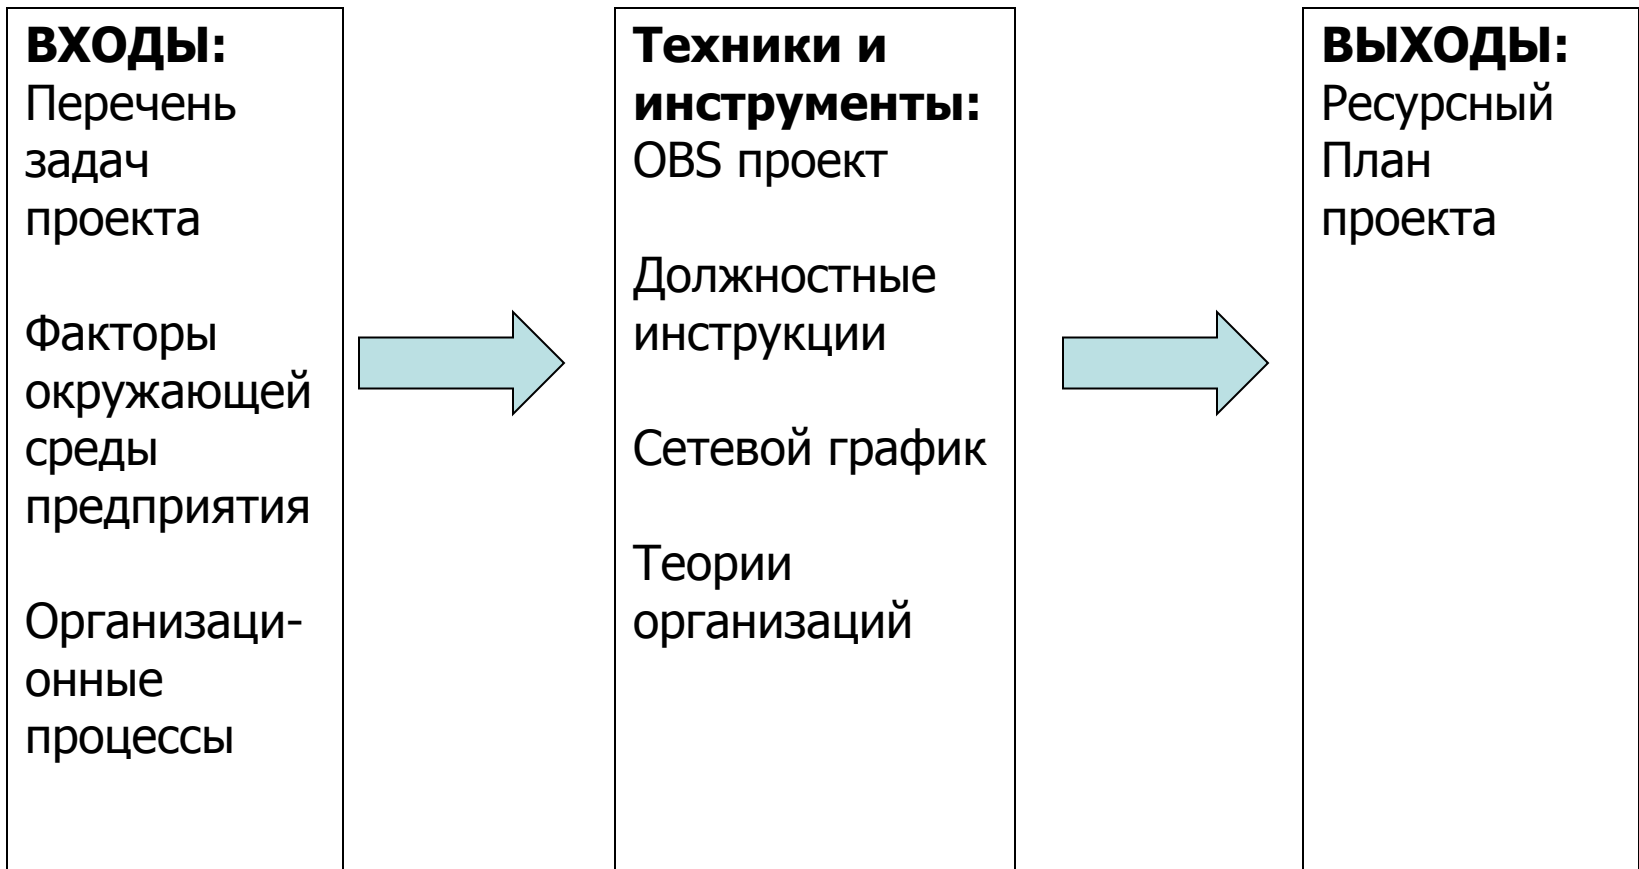 ВХОДЫ:
Перечень
задач
проекта
Факторы
окружающей
среды
предприятия
Организаци-
онные
процессы
Техники и
инструменты:
OBS проект
Должностные
инструкции
Сетевой график
Теории
организаций
ВЫХОДЫ:
Ресурсный
План
проекта